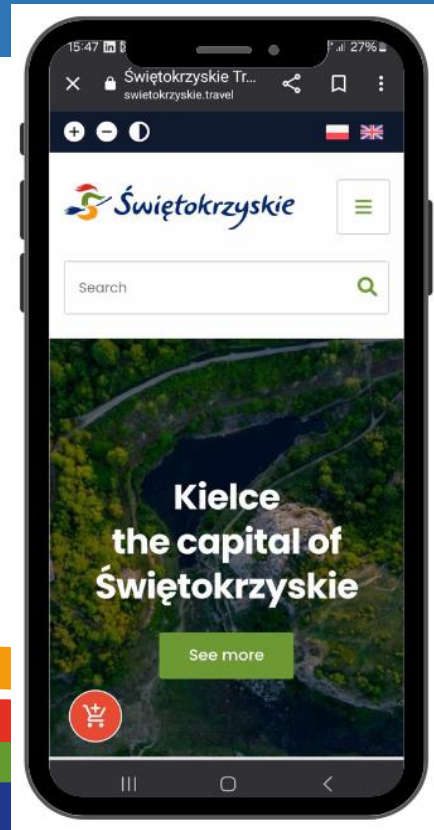 15:47
27%
Świętokrzyskie Tr...
swietokrzyskie.travel
Świętokrzyskie
Search
Kielce
the capital of
Świętokrzyskie
See more